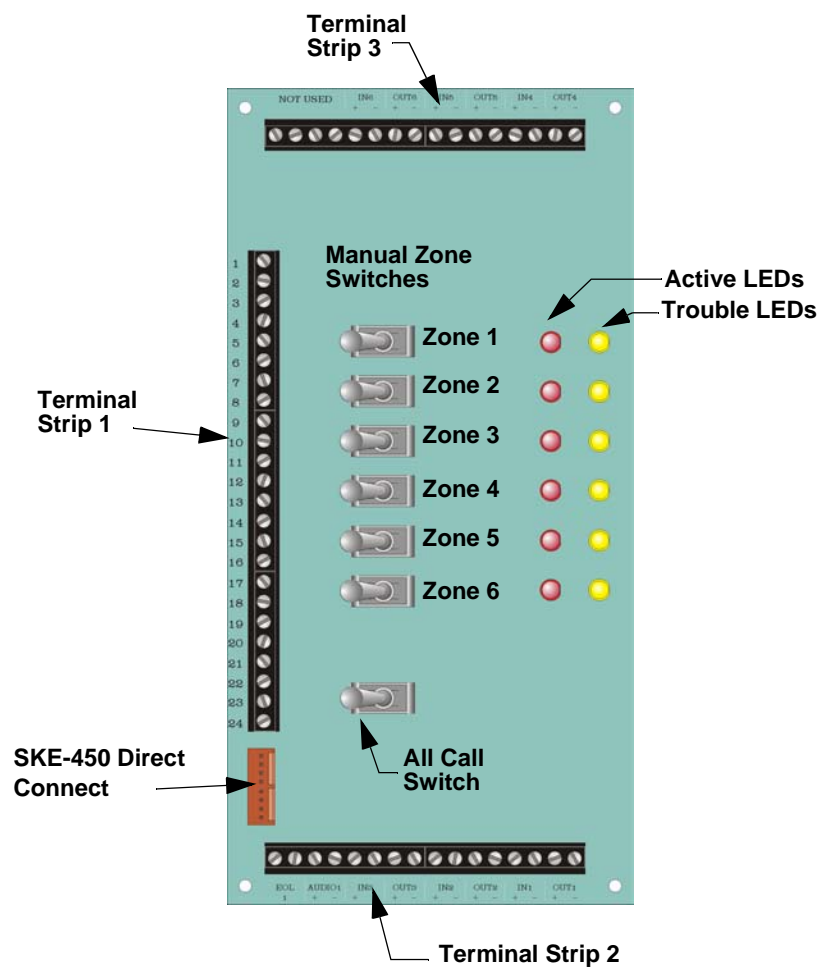 Terminal
Strip 3
NOT USED IN6 OUT6 IN5 OUT5 IN4 OUT4
+ - + - + - + - + - + -
Manual Zone
Switches
Active LEDs
Trouble LEDs
Zone 1
Zone 2
Zone 3
Zone 4
Zone 5
Zone 6
Terminal
Strip 1
1
2
3
4
5
6
7
8
9
10
11
12
13
14
15
16
17
18
19
20
21
22
23
24
SKE-450 Direct
Connect
All Call
Switch
EOL AUDIO1 IN3 OUT3 IN2 OUT2 IN1 OUT1
1 + - + - + - + - + - + - + -
Terminal Strip 2